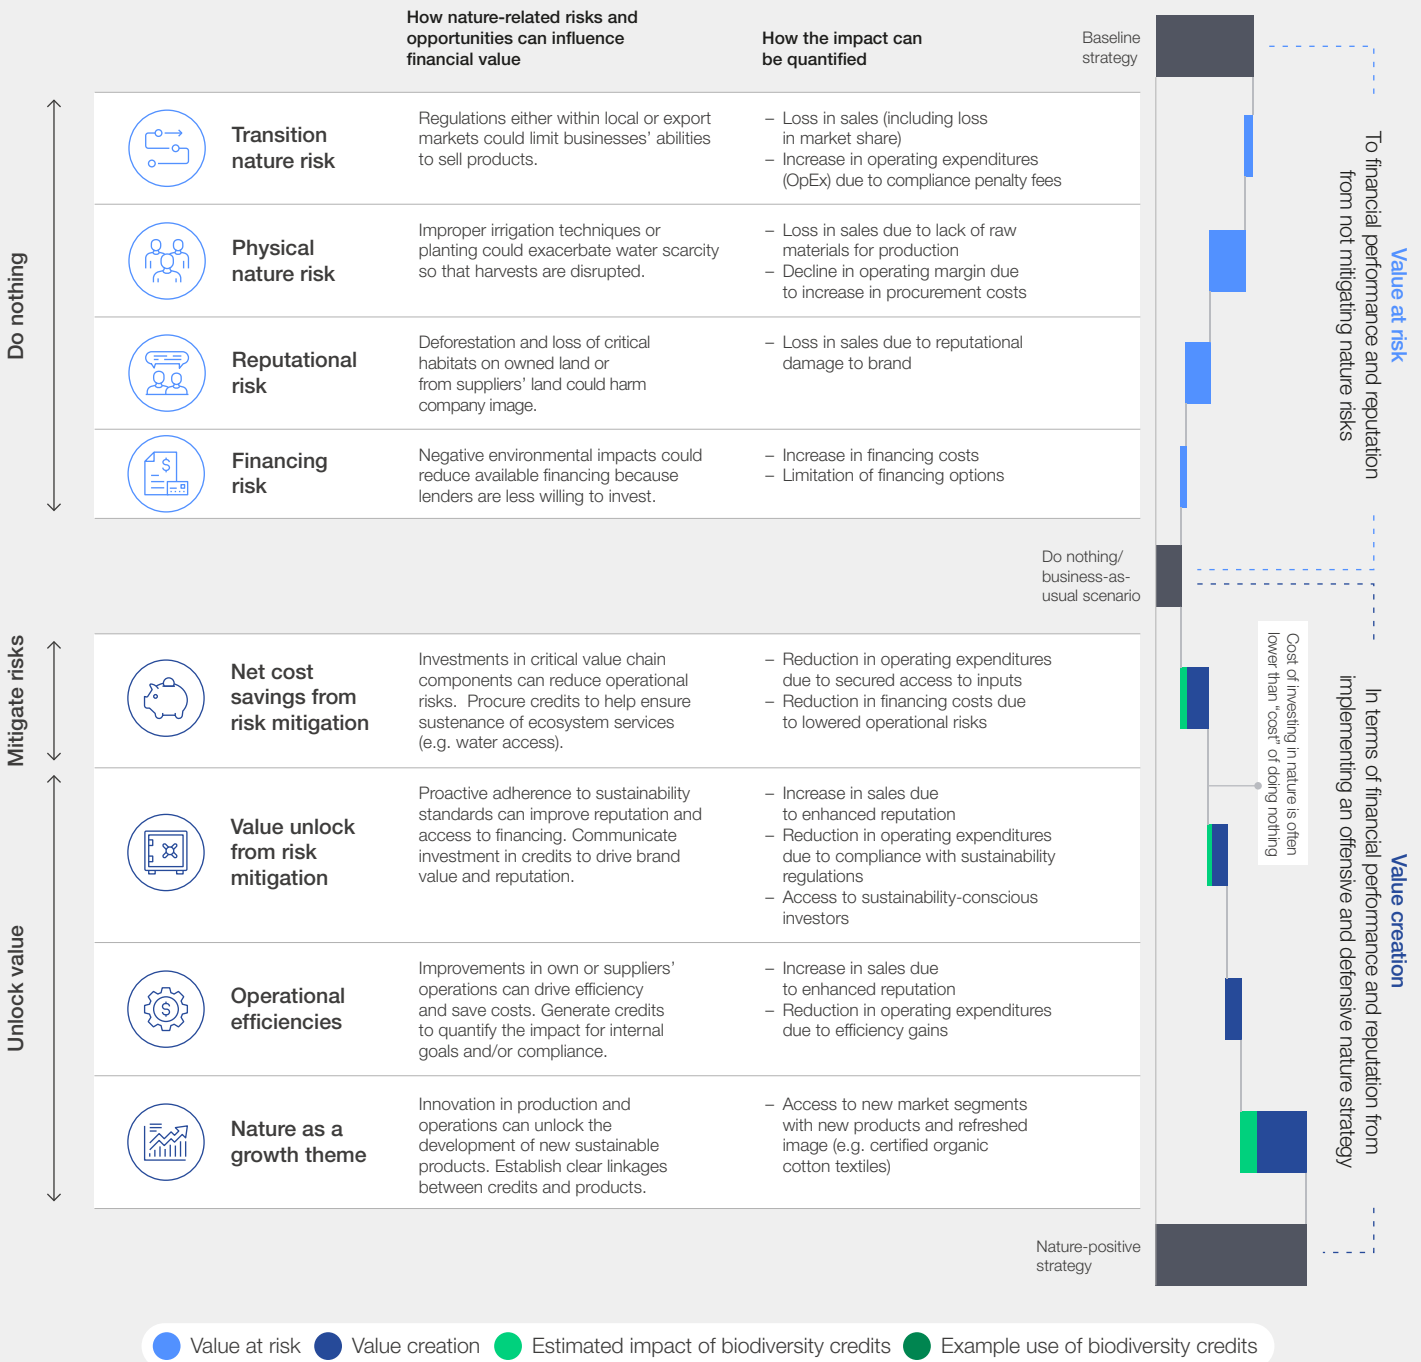 How nature-related risks and
opportunities can influence
financial value
How the impact can
be quantified
Baseline
strategy
Do nothing
Transition
nature risk
Regulations either within local or export
markets could limit businesses’ abilities
to sell products.
– Loss in sales (including loss
in market share)
– Increase in operating expenditures
(OpEx) due to compliance penalty fees
Physical
nature risk
Improper irrigation techniques or
planting could exacerbate water scarcity
so that harvests are disrupted.
– Loss in sales due to lack of raw
materials for production
– Decline in operating margin due
to increase in procurement costs
Reputational
risk
Deforestation and loss of critical
habitats on owned land or
from suppliers’ land could harm
company image.
– Loss in sales due to reputational
damage to brand
Financing
risk
Negative environmental impacts could
reduce available financing because
lenders are less willing to invest.
– Increase in financing costs
– Limitation of financing options
Value at risk
To financial performance and reputation
from not mitigating nature risks
Do nothing/
business-as-
usual scenario
Mitigate risks
Net cost
savings from
risk mitigation
Investments in critical value chain
components can reduce operational
risks. Procure credits to help ensure
sustenance of ecosystem services
(e.g. water access).
– Reduction in operating expenditures
due to secured access to inputs
– Reduction in financing costs due
to lowered operational risks
Cost of investing in nature is often
lower than “cost” of doing nothing
Unlock value
Value unlock
from risk
mitigation
Proactive adherence to sustainability
standards can improve reputation and
access to financing. Communicate
investment in credits to drive brand
value and reputation.
– Increase in sales due
to enhanced reputation
– Reduction in operating expenditures
due to compliance with sustainability
regulations
– Access to sustainability-conscious
investors
Operational
efficiencies
Improvements in own or suppliers’
operations can drive efficiency
and save costs. Generate credits
to quantify the impact for internal
goals and/or compliance.
– Increase in sales due
to enhanced reputation
– Reduction in operating expenditures
due to efficiency gains
Nature as a
growth theme
Innovation in production and
operations can unlock the
development of new sustainable
products. Establish clear linkages
between credits and products.
– Access to new market segments
with new products and refreshed
image (e.g. certified organic
cotton textiles)
Value creation
In terms of financial performance and reputation from
implementing an offensive and defensive nature strategy
Nature-positive
strategy
Value at risk
Value creation
Estimated impact of biodiversity credits
Example use of biodiversity credits